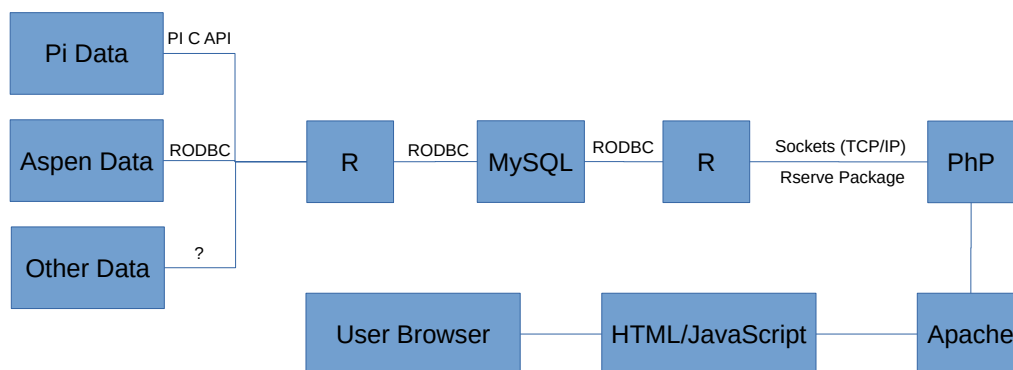 Pi Data
PI C API
Aspen Data
RODBC
Other Data
?
R
RODBC
MySQL
RODBC
R
Sockets (TCP/IP)
Rserve Package
PhP
User Browser
HTML/JavaScript
Apache